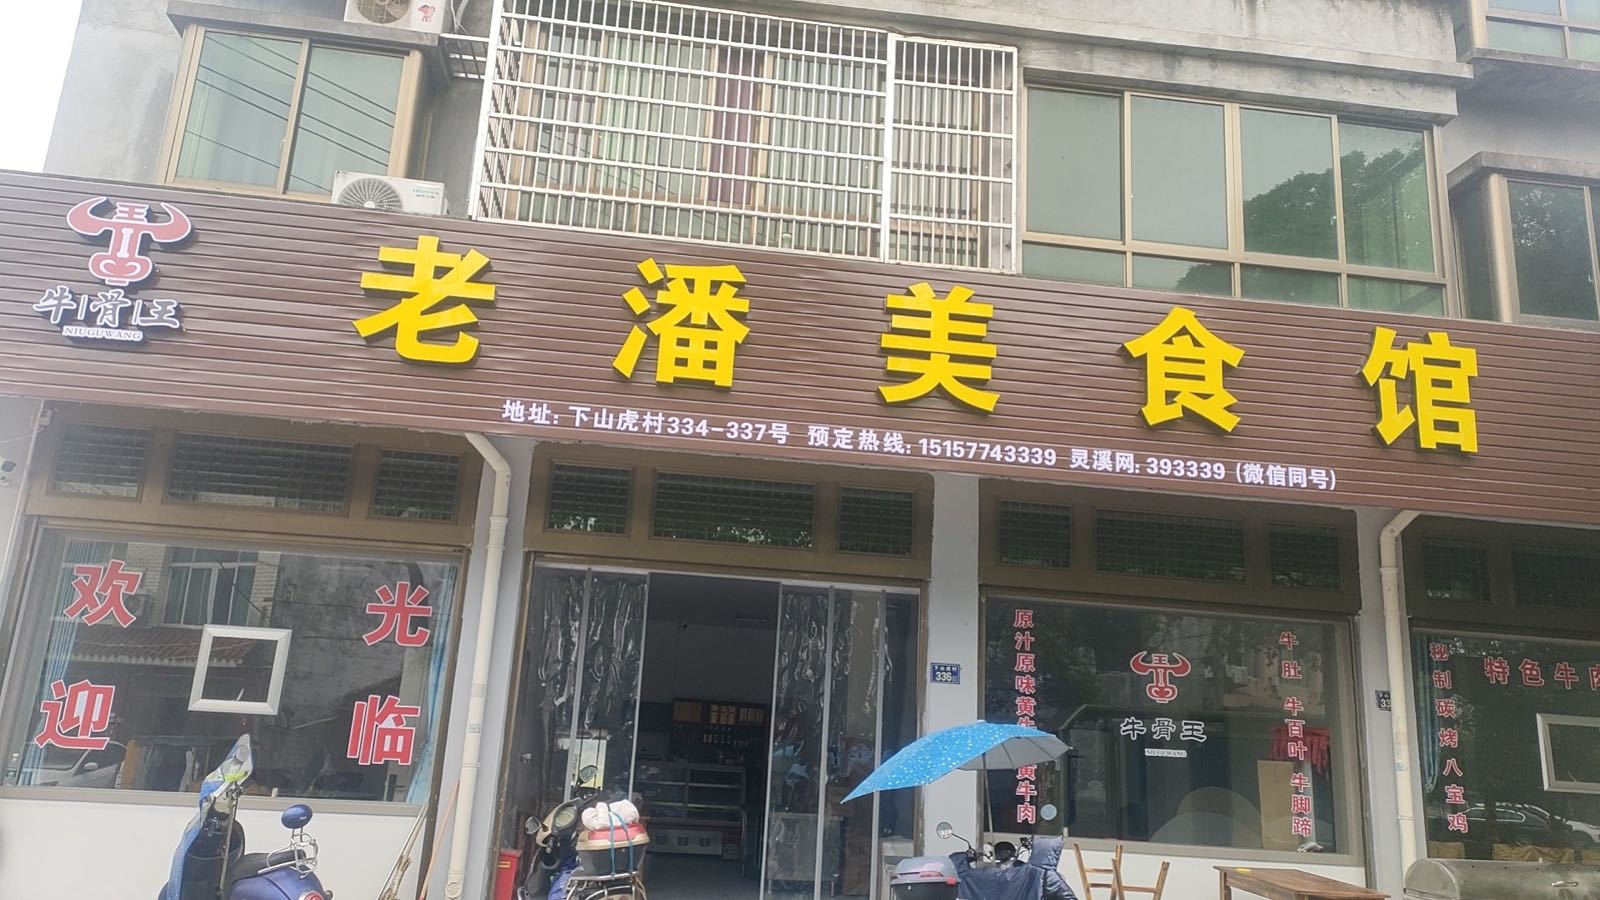 老潘美食馆
牛骨王
NIUGUWANG
地址: 下山虎村334-337号 预定热线: 15157743339 灵溪网: 393339 (微信同号)
欢迎
光临
下山虎村
336
原汁原味黄牛
黄牛肉
牛骨王
NIUGUWANG
牛肚 牛百叶 牛脚蹄
秘制碳烤八宝鸡
特色牛肉